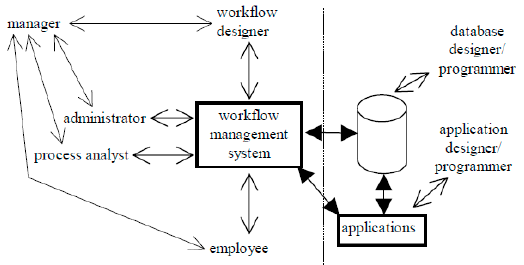 manager
workflow
designer
database
designer/
programmer
administrator
workflow
management
system
process analyst
application
designer/
programmer
applications
employee